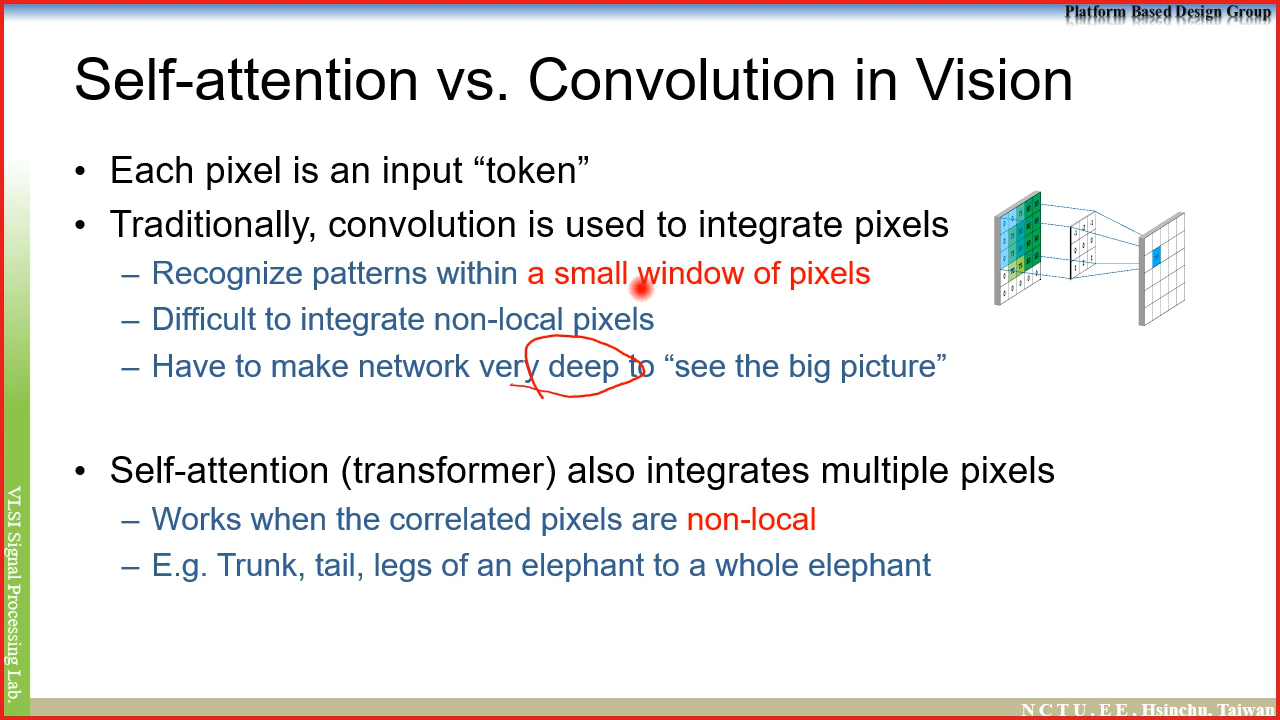 Platform Based Design Group
Self-attention vs. Convolution in Vision
• Each pixel is an input “token”
• Traditionally, convolution is used to integrate pixels
– Recognize patterns within a small window of pixels
– Difficult to integrate non-local pixels
– Have to make network very deep to “see the big picture”
• Self-attention (transformer) also integrates multiple pixels
– Works when the correlated pixels are non-local
– E.g. Trunk, tail, legs of an elephant to a whole elephant
VLSI Signal Processing Lab.
NCTU.EE, Hsinchu, Taiwan